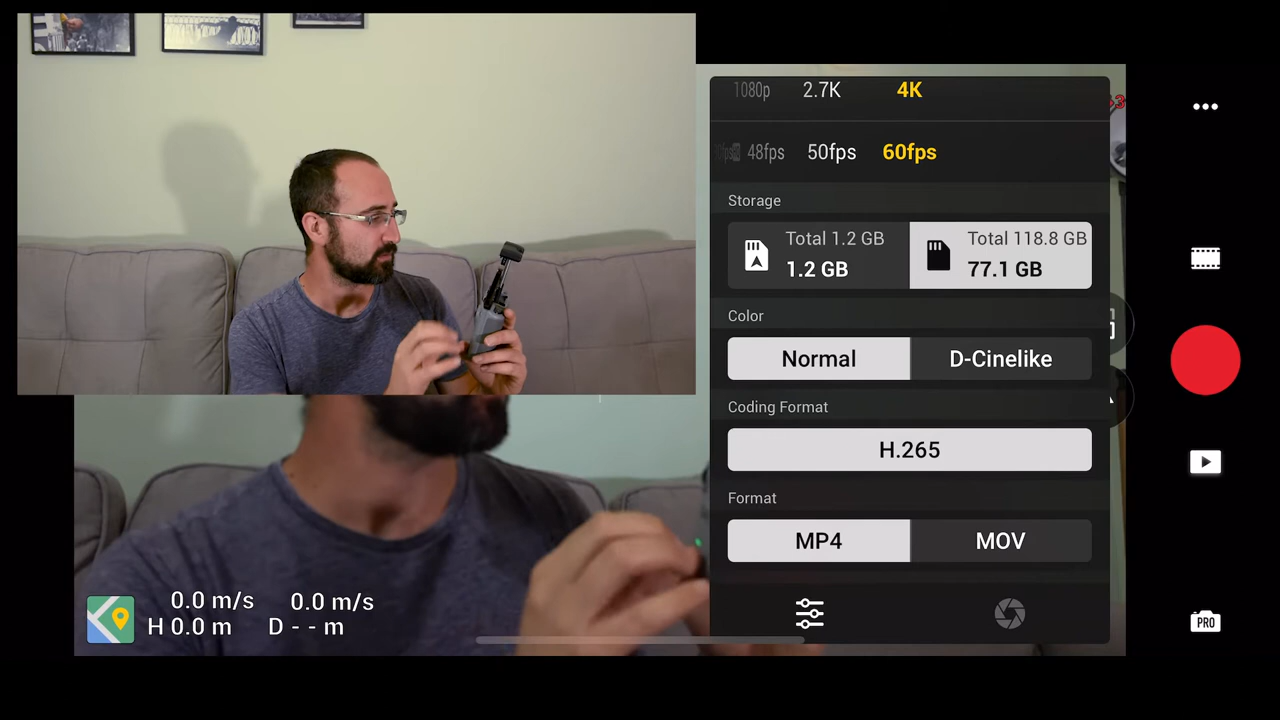 1080p 2.7K 4K
48fps 50fps 60fps
Storage
Total 1.2 GB
1.2 GB
Total 118.8 GB
77.1 GB
Color
Normal D-Cinelike
Coding Format
H.265
Format
MP4 MOV
0.0 m/s 0.0 m/s
H 0.0 m D - - m
PRO